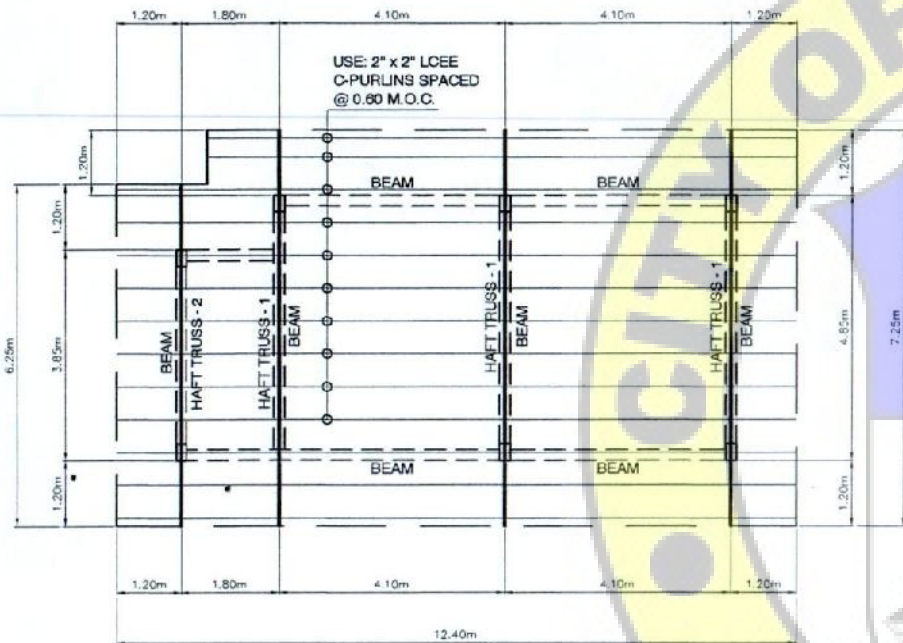 1.20m 1.80m 4.10m 4.10m 1.20m
USE: 2" x 2" LCEE
C-PURLINS SPACED
@ 0.60 M.O.C.
1.20m
1.20m
BEAM BEAM
1.20m
CITY OF
6.25m
3.85m
BEAM
HAFT TRUSS - 2
HAFT TRUSS - 1
BEAM
HAFT TRUSS - 1
BEAM
HAFT TRUSS - 1
BEAM
4.85m
7.25m
BEAM BEAM
1.20m
1.20m
1.20m 1.80m 4.10m 4.10m 1.20m
12.40m